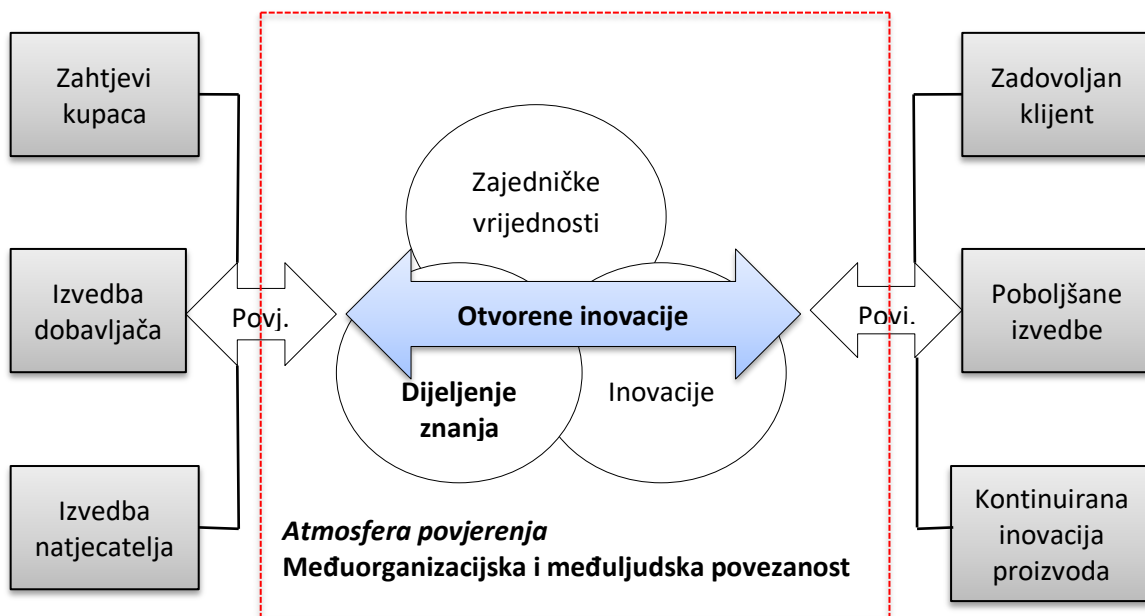 Zahtjevi
kupaca
Izvedba
dobavljača
Izvedba
natjecatelja
Povj.
Zajedničke
vrijednosti
Otvorene inovacije
Dijeljenje
znanja
Inovacije
Atmosfera povjerenja
Međuorganizacijska i međuljudska povezanost
Povj.
Zadovoljan
klijent
Poboljšane
izvedbe
Kontinuirana
inovacija
proizvoda